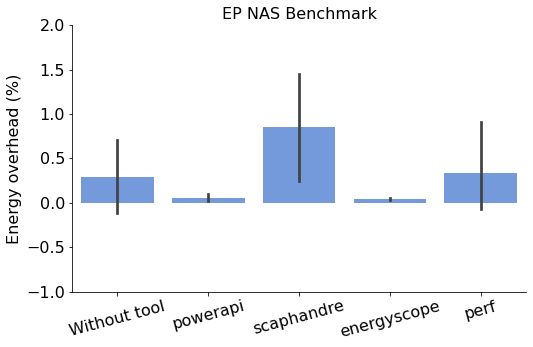 EP NAS Benchmark
Energy overhead (%)
2.0
1.5
1.0
0.5
0.0
−0.5
−1.0
Without tool
powerapi
scaphandre
energyscope
perf